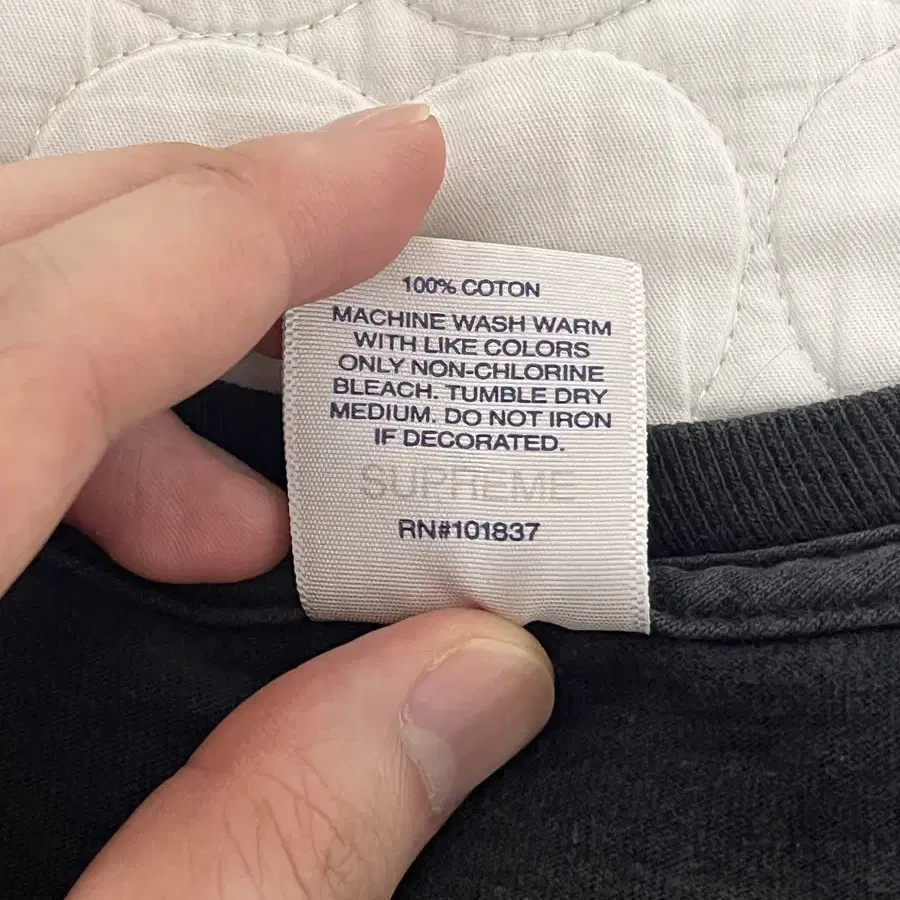 100% COTON
MACHINE WASH WARM
WITH LIKE COLORS
ONLY NON-CHLORINE
BLEACH. TUMBLE DRY
MEDIUM. DO NOT IRON
IF DECORATED.
SUPREME
RN#101837